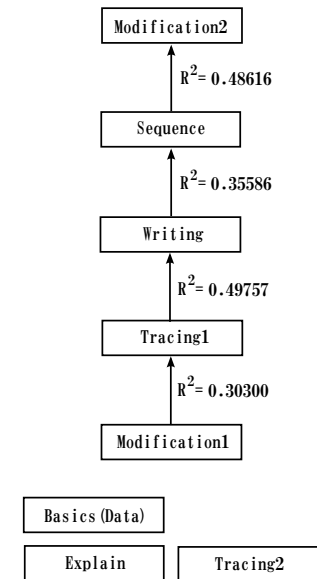 Modification2
R²= 0.48616
Sequence
R²= 0.35586
Writing
R²= 0.49757
Tracing1
R²= 0.30300
Modification1
Basics(Data)
Explain Tracing2